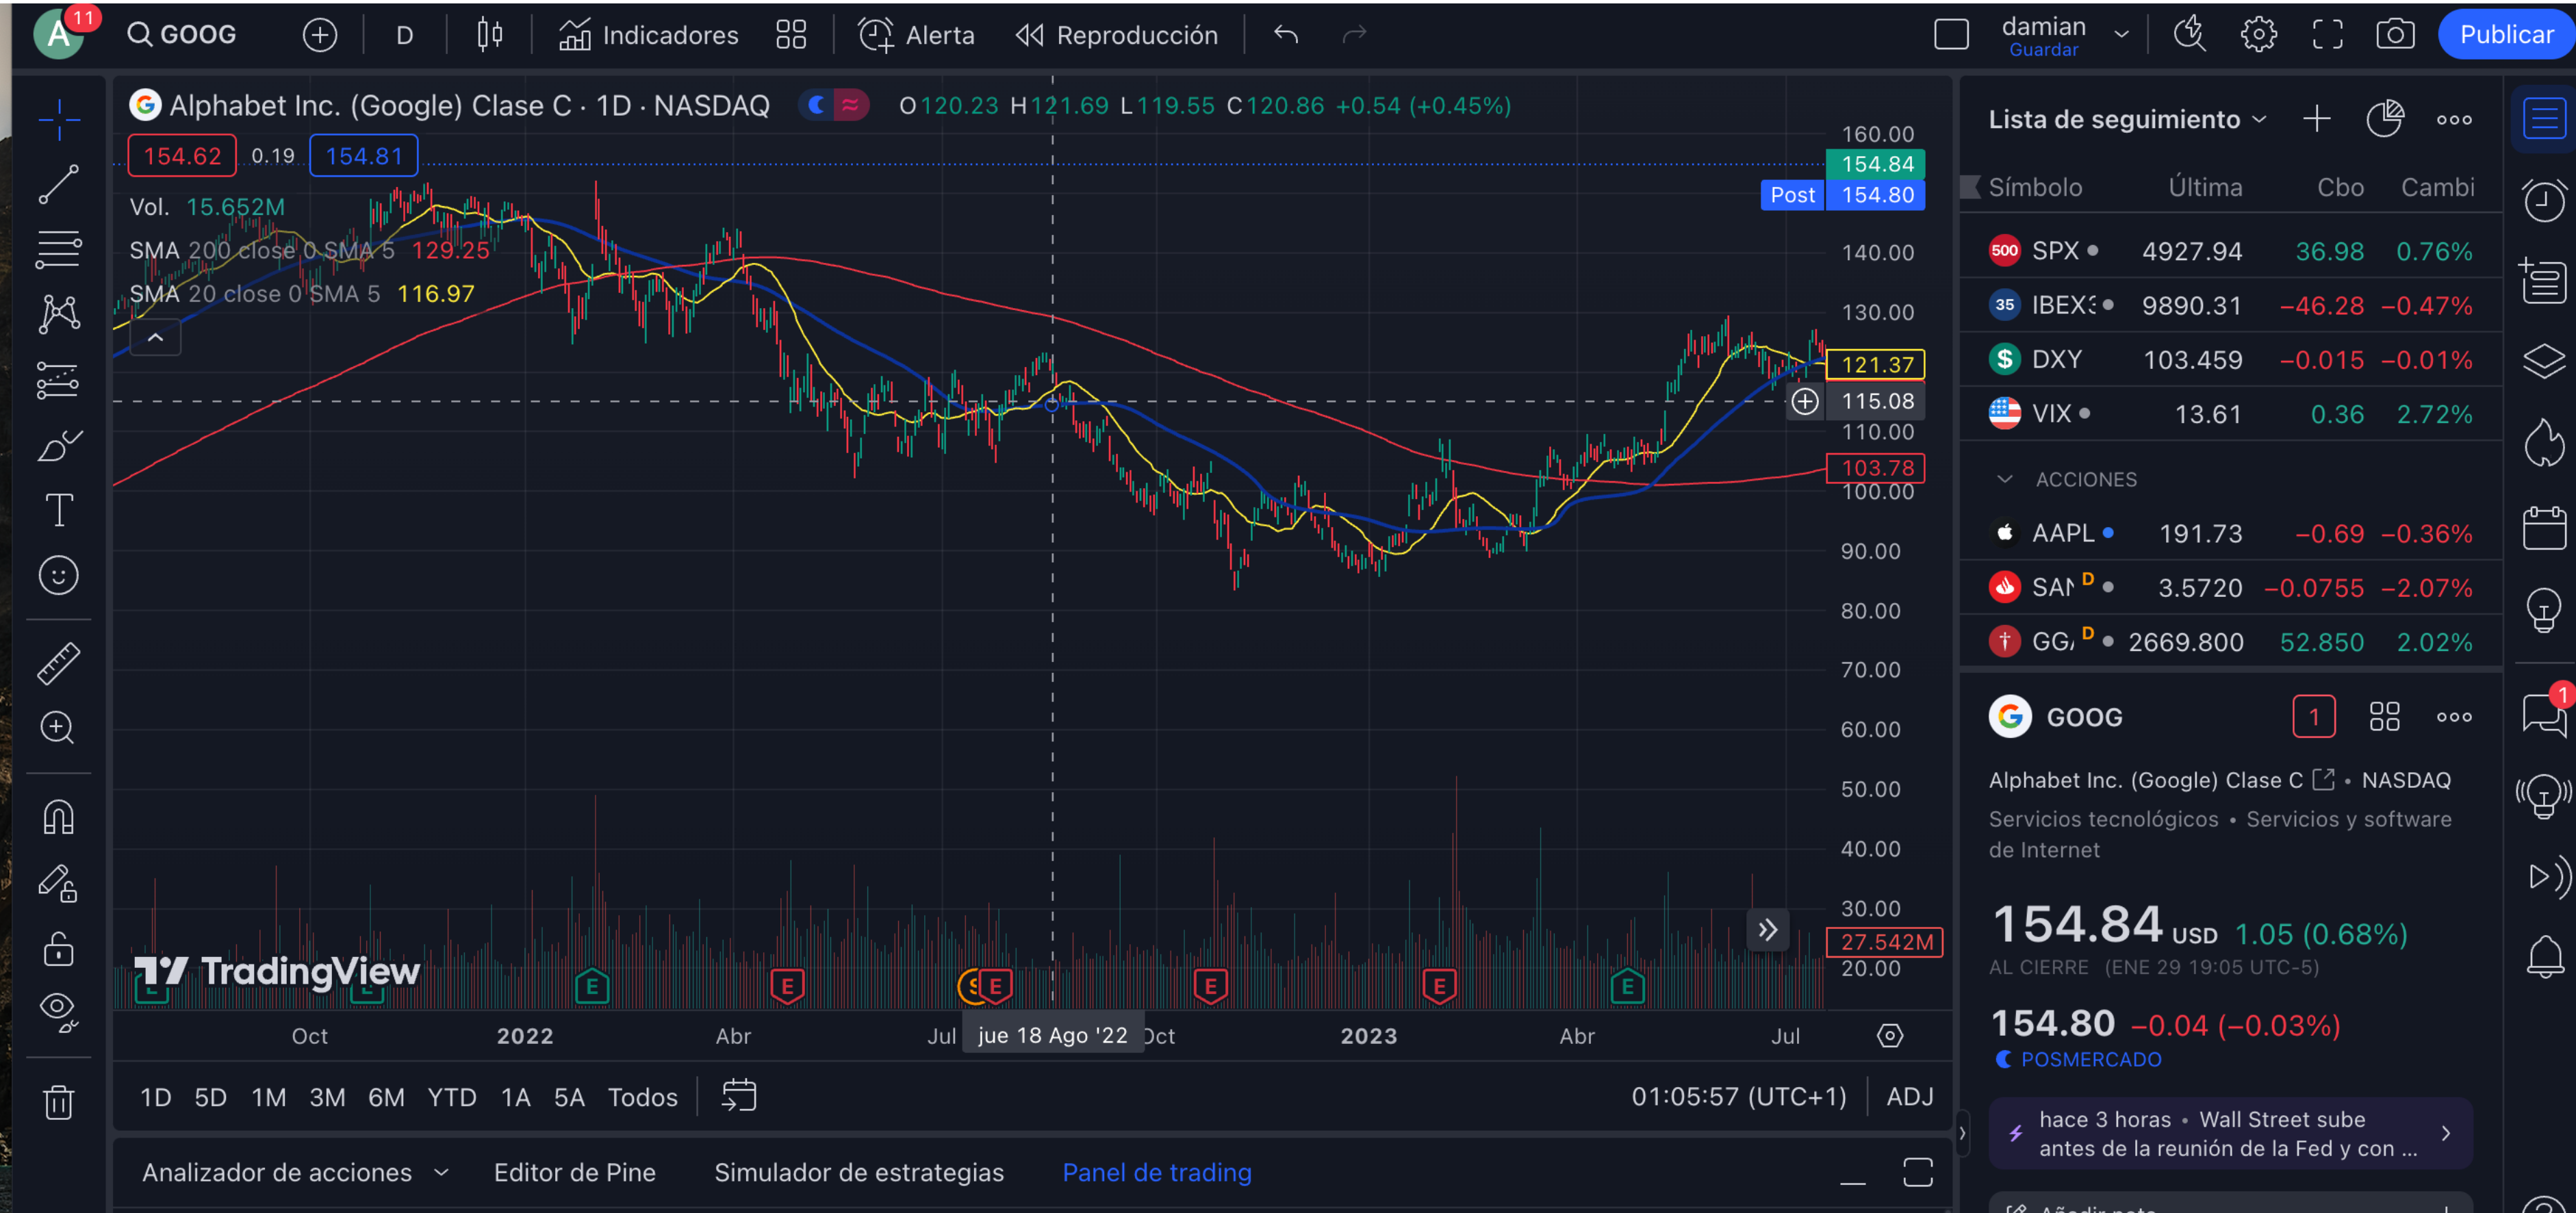 A 11 GOOG D Indicadores Alerta Reproducción damian Guardar Publicar
Alphabet Inc. (Google) Clase C · 1D · NASDAQ O120.23 H121.69 L119.55 C120.86 +0.54 (+0.45%)
154.62 0.19 154.81
Vol. 15.652M
SMA 200 close 0 SMA 5 129.25
SMA 20 close 0 SMA 5 116.97
160.00
154.84
Post 154.80
140.00
130.00
121.37
115.08
110.00
103.78
100.00
90.00
80.00
70.00
60.00
50.00
40.00
30.00
27.542M
20.00
TradingView
E E E E E E
Oct 2022 Abr Jul jue 18 Ago '22 2023 Abr Jul
1D 5D 1M 3M 6M YTD 1A 5A Todos 01:05:57 (UTC+1) ADJ
Analizador de acciones Editor de Pine Simulador de estrategias Panel de trading
Lista de seguimiento
Símbolo Última Cbo Cambi
500 SPX 4927.94 36.98 0.76%
35 9890.31 −46.28 −0.47%
$ DXY 103.459 −0.015 −0.01%
VIX 13.61 0.36 2.72%
ACCIONES
AAPL 191.73 −0.69 −0.36%
D 3.5720 −0.0755 −2.07%
D 2669.800 52.850 2.02%
GOOG 1
1
Alphabet Inc. (Google) Clase C • NASDAQ
Servicios tecnológicos • Servicios y software
de Internet
154.84 USD 1.05 (0.68%)
AL CIERRE (ENE 29 19:05 UTC-5)
154.80 −0.04 (−0.03%)
POSMERCADO
hace 3 horas • Wall Street sube
antes de la reunión de la Fed y con ...